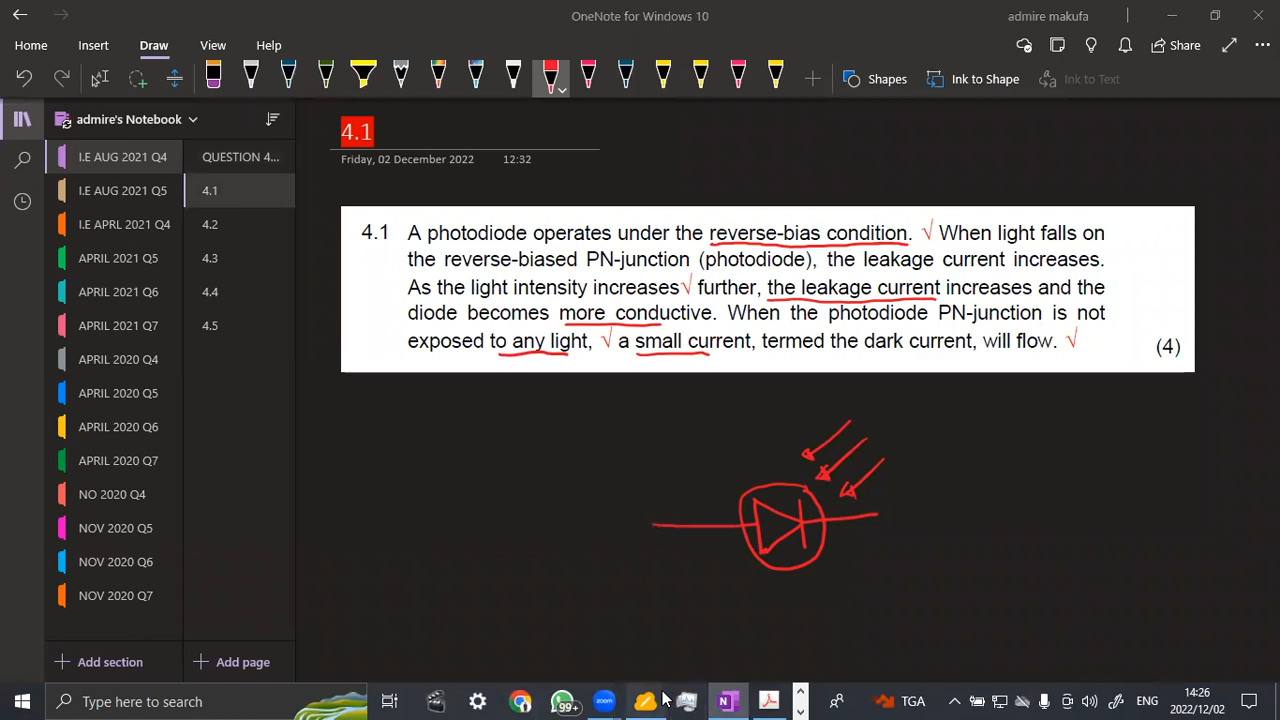 OneNote for Windows 10
admire makufa
Home Insert Draw View Help
Share
Shapes
Ink to Shape
Ink to Text
admire's Notebook
I.E AUG 2021 Q4
I.E AUG 2021 Q5
I.E APRL 2021 Q4
APRIL 2021 Q5
APRIL 2021 Q6
APRIL 2021 Q7
APRIL 2020 Q4
APRIL 2020 Q5
APRIL 2020 Q6
APRIL 2020 Q7
NO 2020 Q4
NOV 2020 Q5
NOV 2020 Q6
NOV 2020 Q7
Add section
QUESTION 4...
4.1
4.2
4.3
4.4
4.5
Add page
4.1
Friday, 02 December 2022 12:32
4.1 A photodiode operates under the reverse-bias condition. √ When light falls on
the reverse-biased PN-junction (photodiode), the leakage current increases.
As the light intensity increases√ further, the leakage current increases and the
diode becomes more conductive. When the photodiode PN-junction is not
exposed to any light, √ a small current, termed the dark current, will flow. √
(4)
Type here to search
99+
zoom
TGA
ENG
14:26
2022/12/02